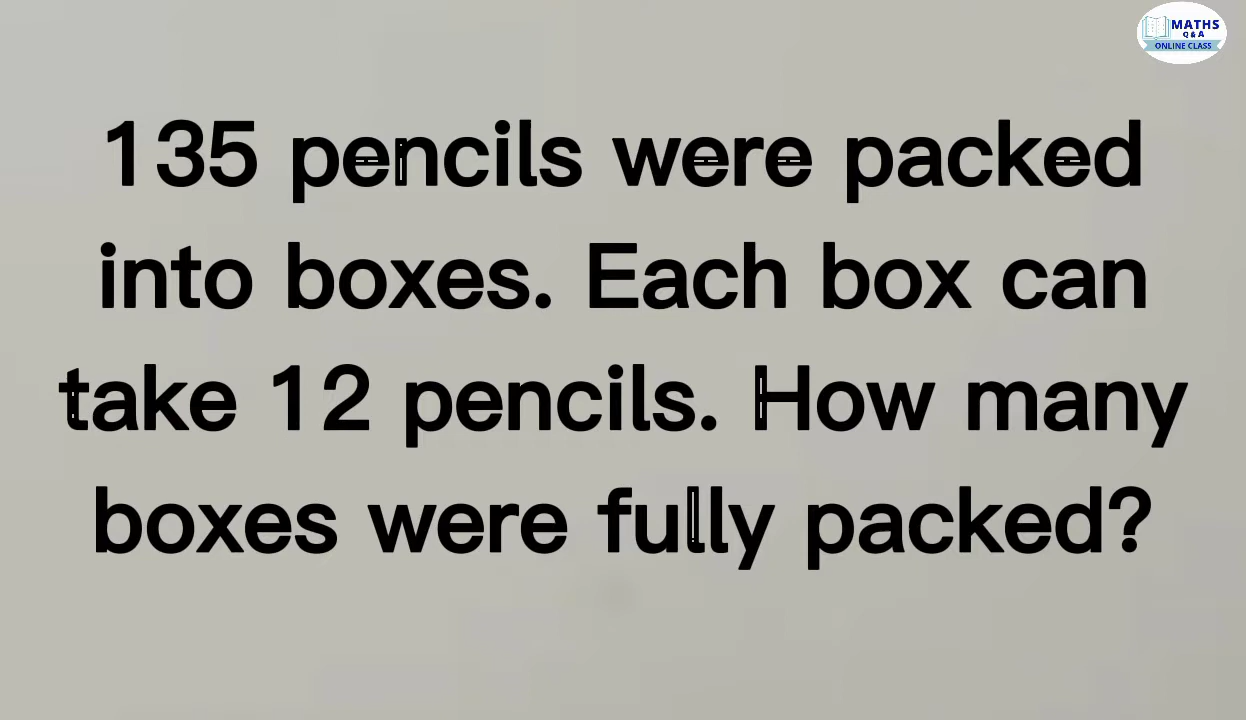 MATHS
Q & A
ONLINE CLASS
135 pencils were packed
into boxes. Each box can
take 12 pencils. How many
boxes were fully packed?